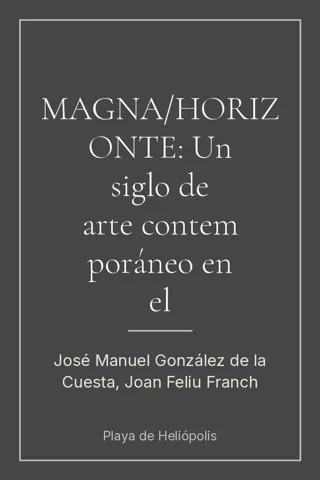 MAGNA/HORIZ
ONTE: Un
siglo de
arte contem
poráneo en
el
José Manuel González de la
Cuesta, Joan Feliu Franch
Playa de Heliópolis